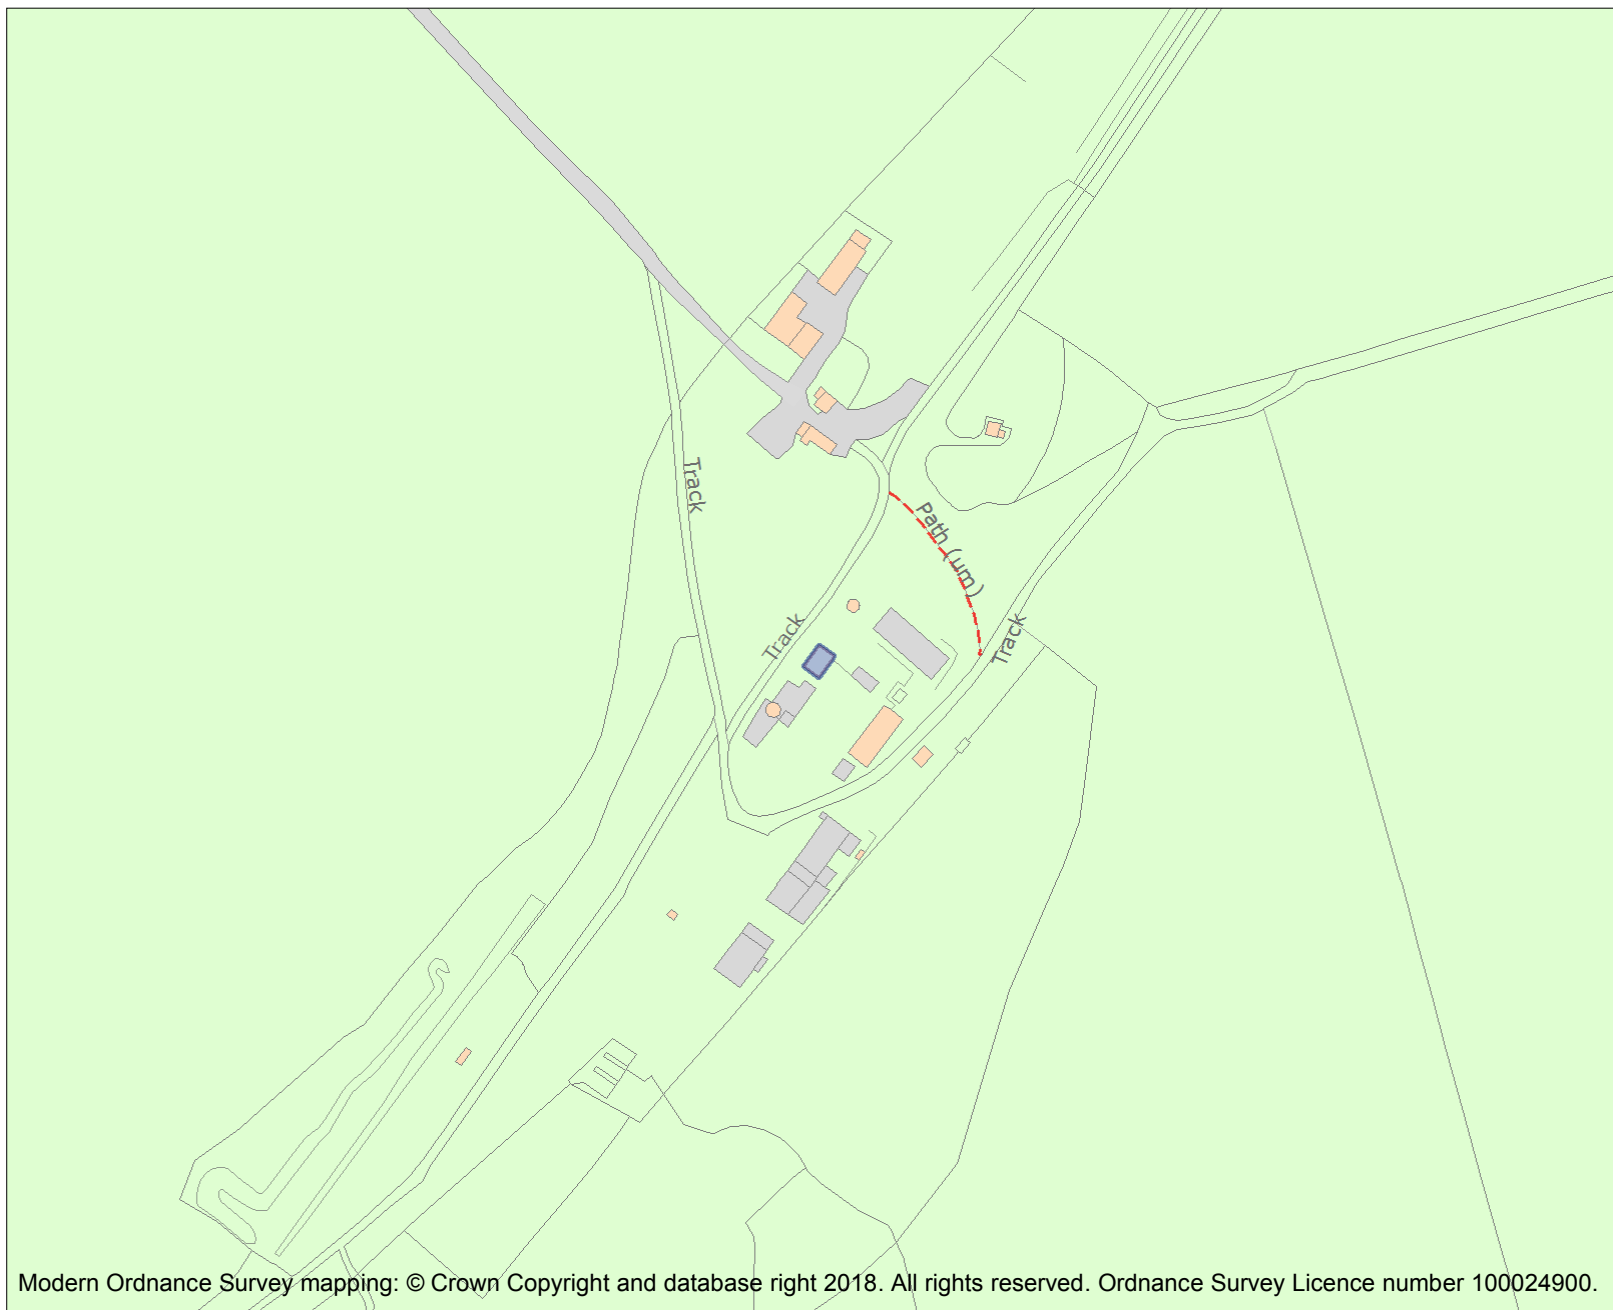 Track
Path (um)
Track
Track
Modern Ordnance Survey mapping: © Crown Copyright and database right 2018. All rights reserved. Ordnance Survey Licence number 100024900.